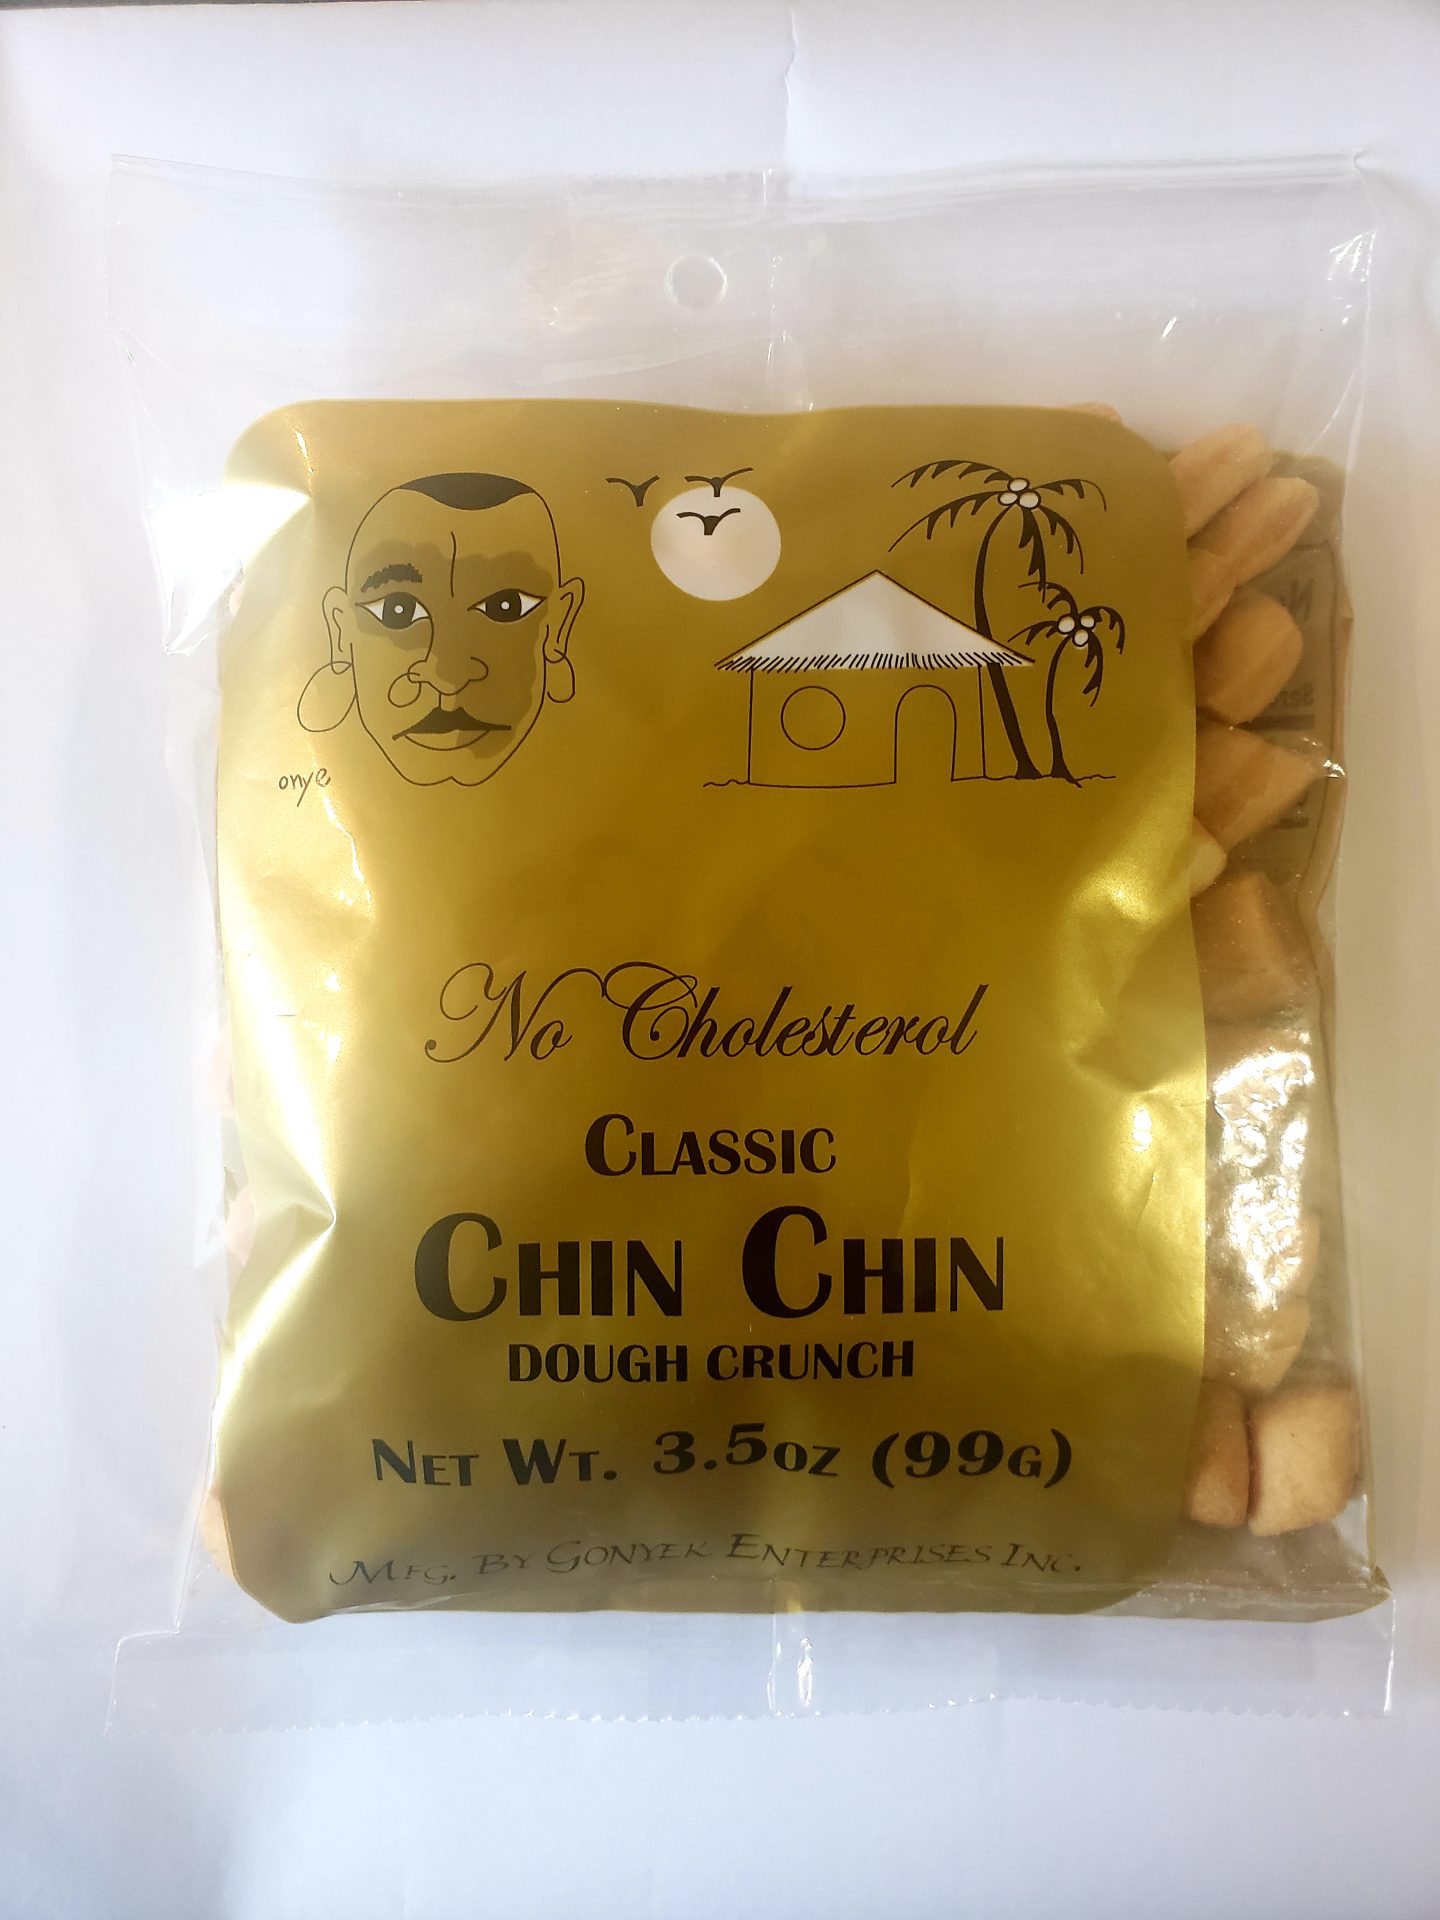 onye
No Cholesterol
CLASSIC
CHIN CHIN
DOUGH CRUNCH
NET WT. 3.5OZ (99G)
MFG. BY GONYEK ENTERPRISES INC.